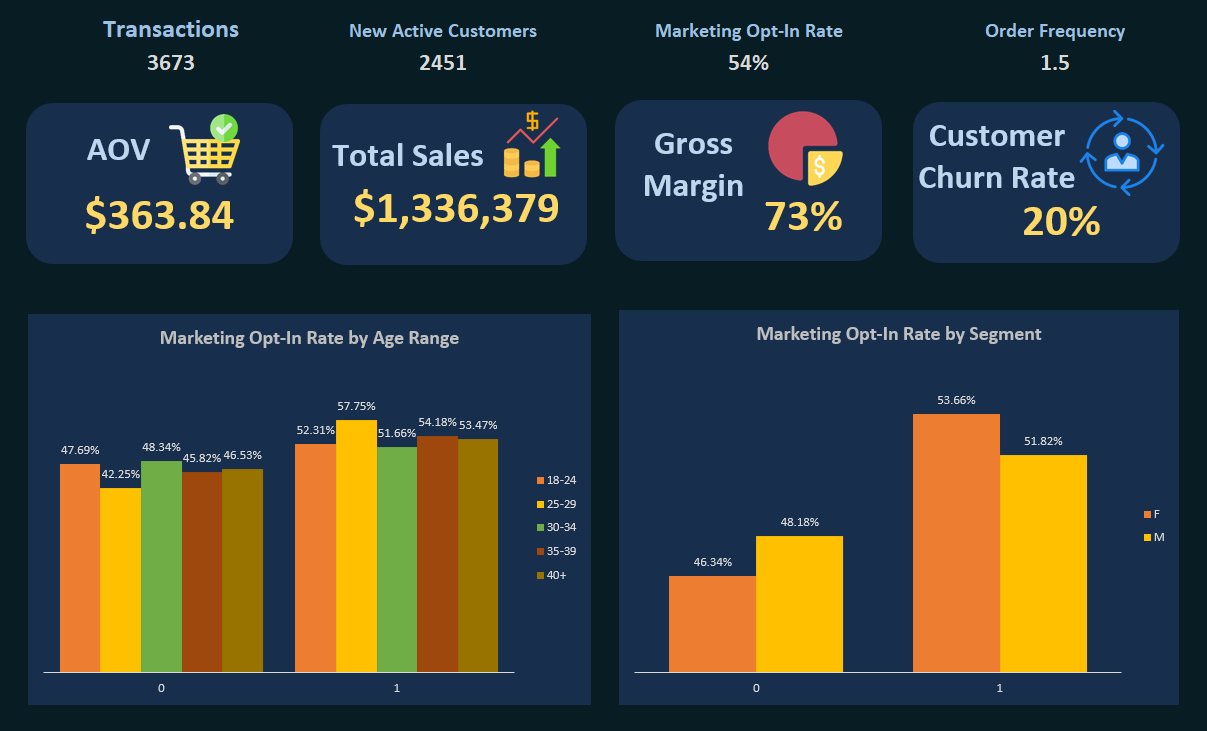 Transactions
3673
New Active Customers
2451
Marketing Opt-In Rate
54%
Order Frequency
1.5
AOV
$363.84
Total Sales
$
$1,336,379
Gross
Margin
$
73%
Customer
Churn Rate
20%
Marketing Opt-In Rate by Age Range
47.69%
42.25%
48.34%
45.82%
46.53%
52.31%
57.75%
51.66%
54.18%
53.47%
0
1
18-24
25-29
30-34
35-39
40+
Marketing Opt-In Rate by Segment
46.34%
48.18%
53.66%
51.82%
0
1
F
M